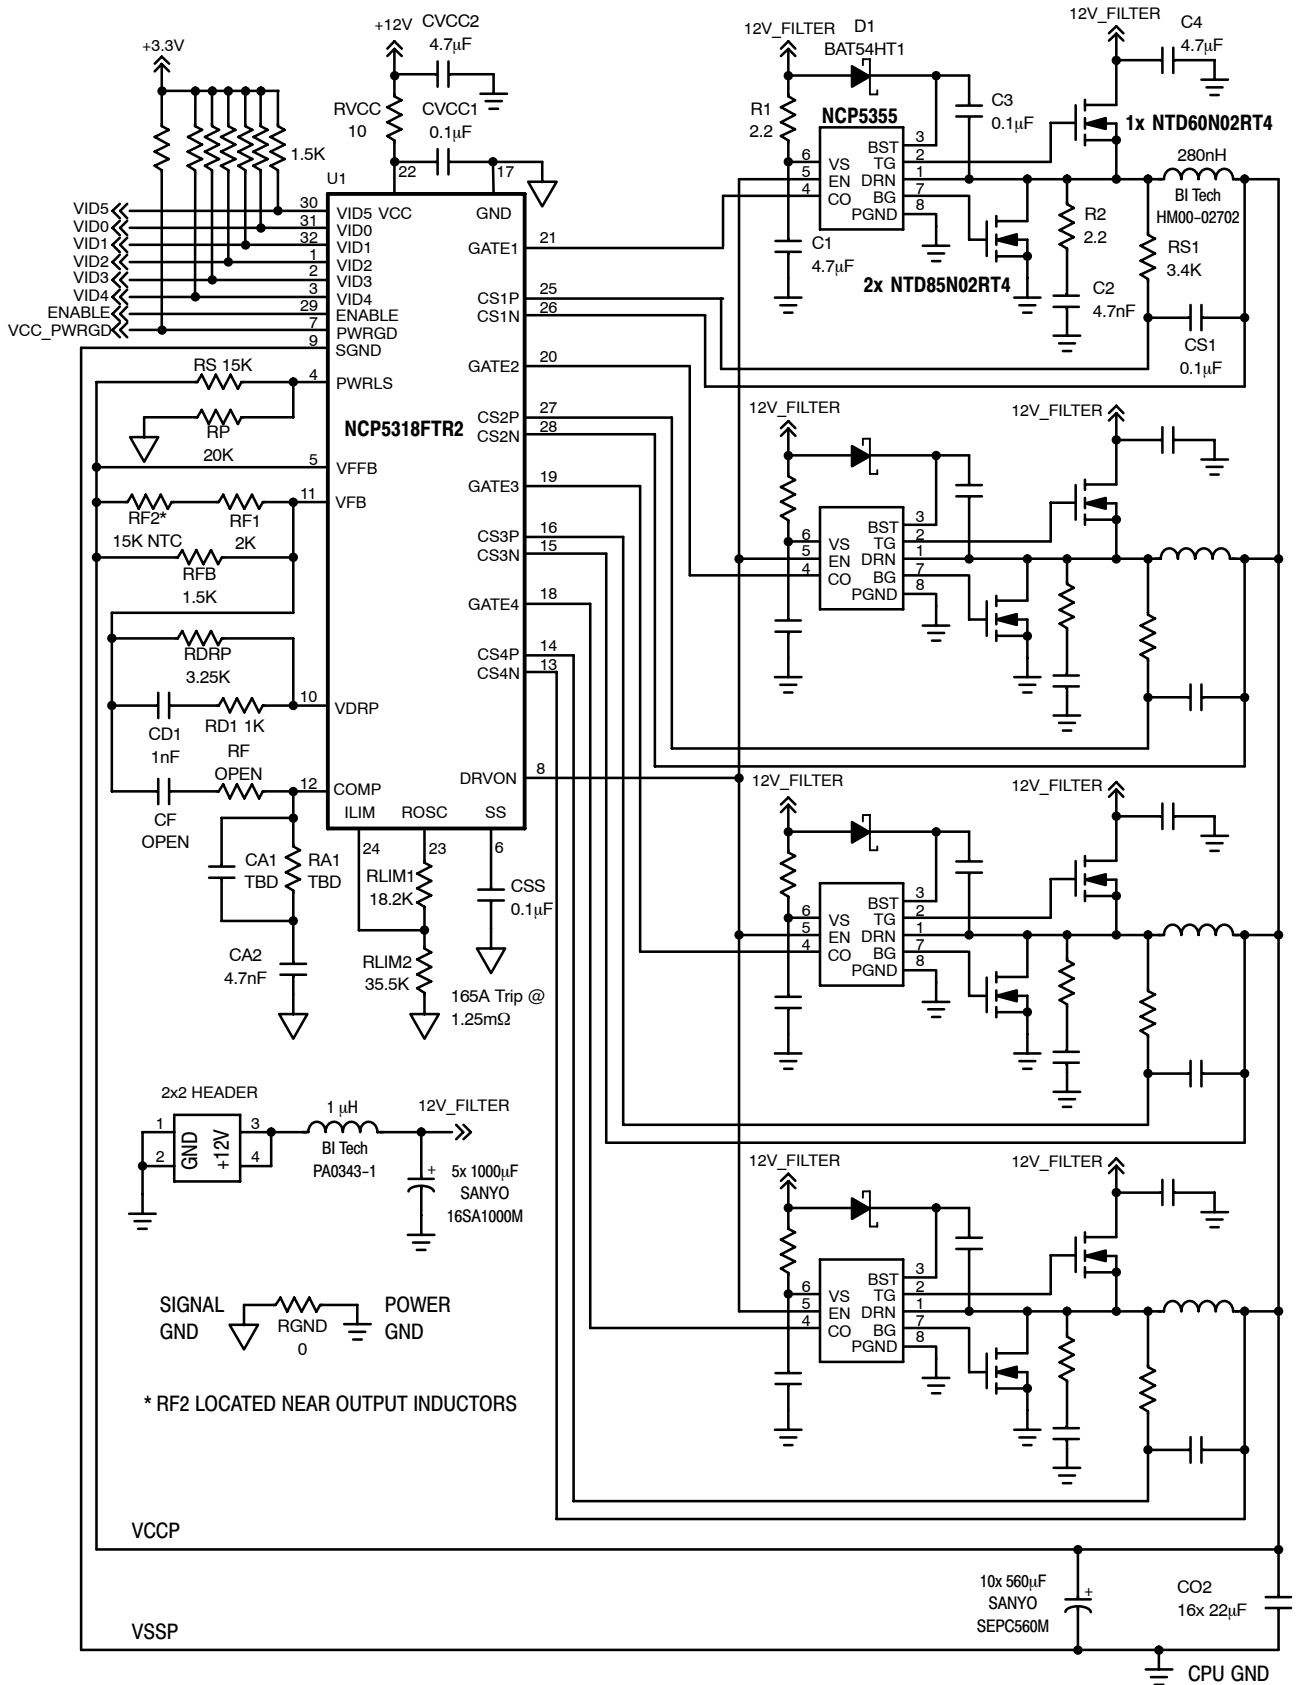 +3.3V
+12V
CVCC2
4.7µF
RVCC
10
CVCC1
0.1µF
1.5K
22
17
U1
VID5
VID0
VID1
VID2
VID3
VID4
ENABLE
VCC_PWRGD
30
31
32
1
2
3
29
7
9
VID5 VCC
GND
VID0
VID1
VID2
VID3
VID4
ENABLE
PWRGD
SGND
RS 15K
4
PWRLS
RP
20K
NCP5318FTR2
5
VFFB
11
VFB
RF2*
15K NTC
RF1
2K
RFB
1.5K
RDRP
3.25K
10
VDRP
CD1
1nF
RD1 1K
RF
OPEN
12
COMP
CF
OPEN
ILIM
ROSC
SS
24
23
6
CA1
TBD
RA1
TBD
RLIM1
18.2K
CSS
0.1µF
CA2
4.7nF
RLIM2
35.5K
165A Trip @
1.25mΩ
GATE1
21
CS1P
25
CS1N
26
GATE2
20
CS2P
27
CS2N
28
GATE3
19
CS3P
16
CS3N
15
GATE4
18
CS4P
14
CS4N
13
DRVON
8
12V_FILTER
D1
BAT54HT1
12V_FILTER
C4
4.7µF
R1
2.2
NCP5355
C3
0.1µF
1x NTD60N02RT4
6
5
4
VS
EN
CO
BST
TG
DRN
BG
PGND
3
2
1
7
8
280nH
BI Tech
HM00-02702
C1
4.7µF
2x NTD85N02RT4
R2
2.2
C2
4.7nF
RS1
3.4K
CS1
0.1µF
12V_FILTER
12V_FILTER
6
5
4
VS
EN
CO
BST
TG
DRN
BG
PGND
3
2
1
7
8
12V_FILTER
12V_FILTER
6
5
4
VS
EN
CO
BST
TG
DRN
BG
PGND
3
2
1
7
8
12V_FILTER
12V_FILTER
6
5
4
VS
EN
CO
BST
TG
DRN
BG
PGND
3
2
1
7
8
2x2 HEADER
1
2
GND
+12V
3
4
1 µH
BI Tech
PA0343-1
12V_FILTER
+
5x 1000µF
SANYO
16SA1000M
SIGNAL
GND
RGND
0
POWER
GND
* RF2 LOCATED NEAR OUTPUT INDUCTORS
VCCP
VSSP
10x 560µF
SANYO
SEPC560M
+
CO2
16x 22µF
CPU GND